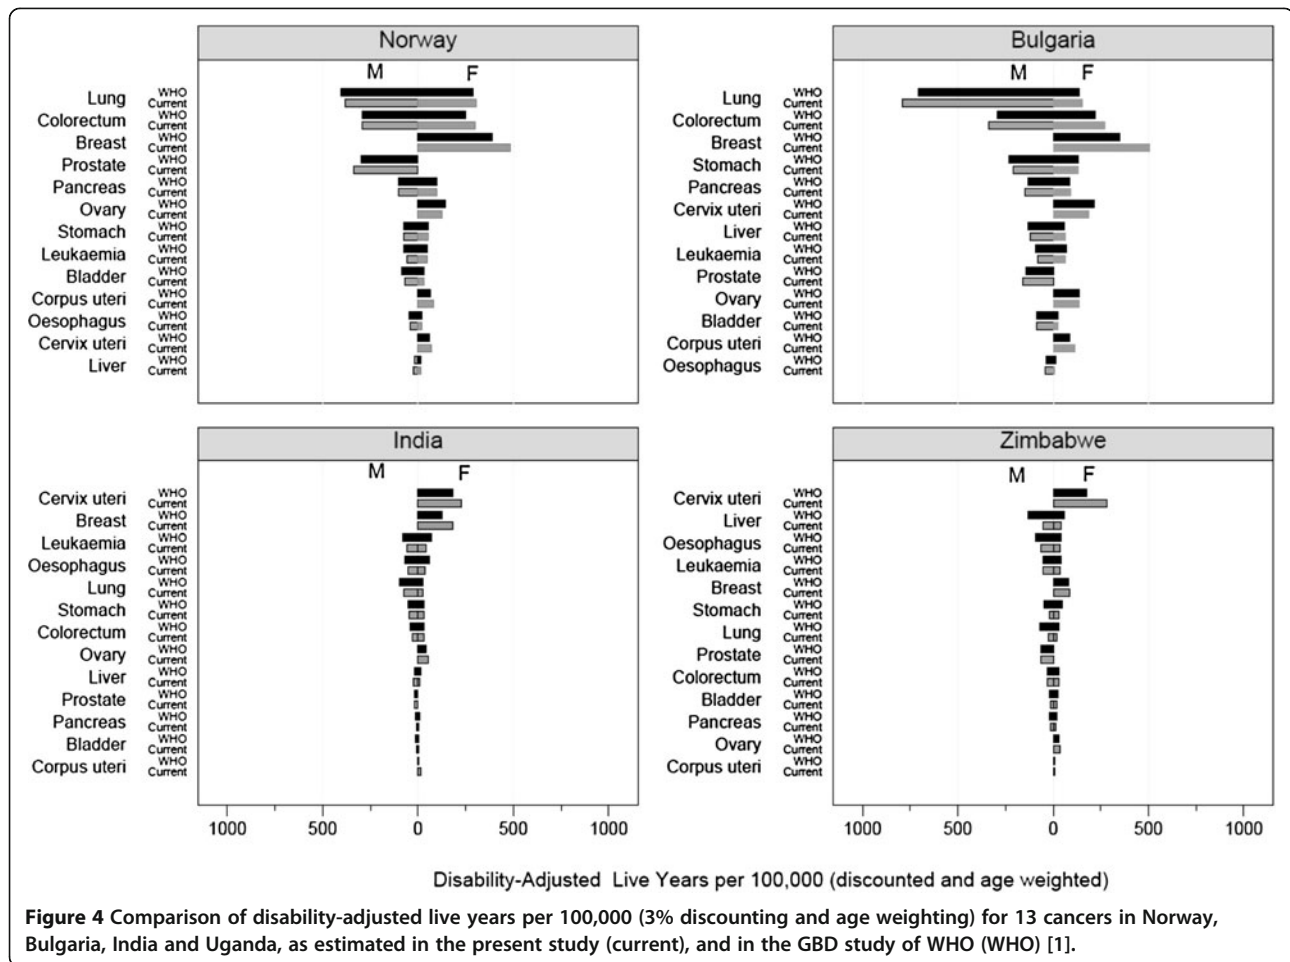 Norway
M F
Lung WHO
Current
Colorectum WHO
Current
Breast WHO
Current
Prostate WHO
Current
Pancreas WHO
Current
Ovary WHO
Current
Stomach WHO
Current
Leukaemia WHO
Current
Bladder WHO
Current
Corpus uteri WHO
Current
Oesophagus WHO
Current
Cervix uteri WHO
Current
Liver WHO
Current
Bulgaria
M F
Lung WHO
Current
Colorectum WHO
Current
Breast WHO
Current
Stomach WHO
Current
Pancreas WHO
Current
Cervix uteri WHO
Current
Liver WHO
Current
Leukaemia WHO
Current
Prostate WHO
Current
Ovary WHO
Current
Bladder WHO
Current
Corpus uteri WHO
Current
Oesophagus WHO
Current
India
M F
Cervix uteri WHO
Current
Breast WHO
Current
Leukaemia WHO
Current
Oesophagus WHO
Current
Lung WHO
Current
Stomach WHO
Current
Colorectum WHO
Current
Ovary WHO
Current
Liver WHO
Current
Prostate WHO
Current
Pancreas WHO
Current
Bladder WHO
Current
Corpus uteri WHO
Current
1000 500 0 500 1000
Zimbabwe
M F
Cervix uteri WHO
Current
Liver WHO
Current
Oesophagus WHO
Current
Leukaemia WHO
Current
Breast WHO
Current
Stomach WHO
Current
Lung WHO
Current
Prostate WHO
Current
Colorectum WHO
Current
Bladder WHO
Current
Pancreas WHO
Current
Ovary WHO
Current
Corpus uteri WHO
Current
1000 500 0 500 1000
Disability-Adjusted Live Years per 100,000 (discounted and age weighted)
Figure 4 Comparison of disability-adjusted live years per 100,000 (3% discounting and age weighting) for 13 cancers in Norway,
Bulgaria, India and Uganda, as estimated in the present study (current), and in the GBD study of WHO (WHO) [1].